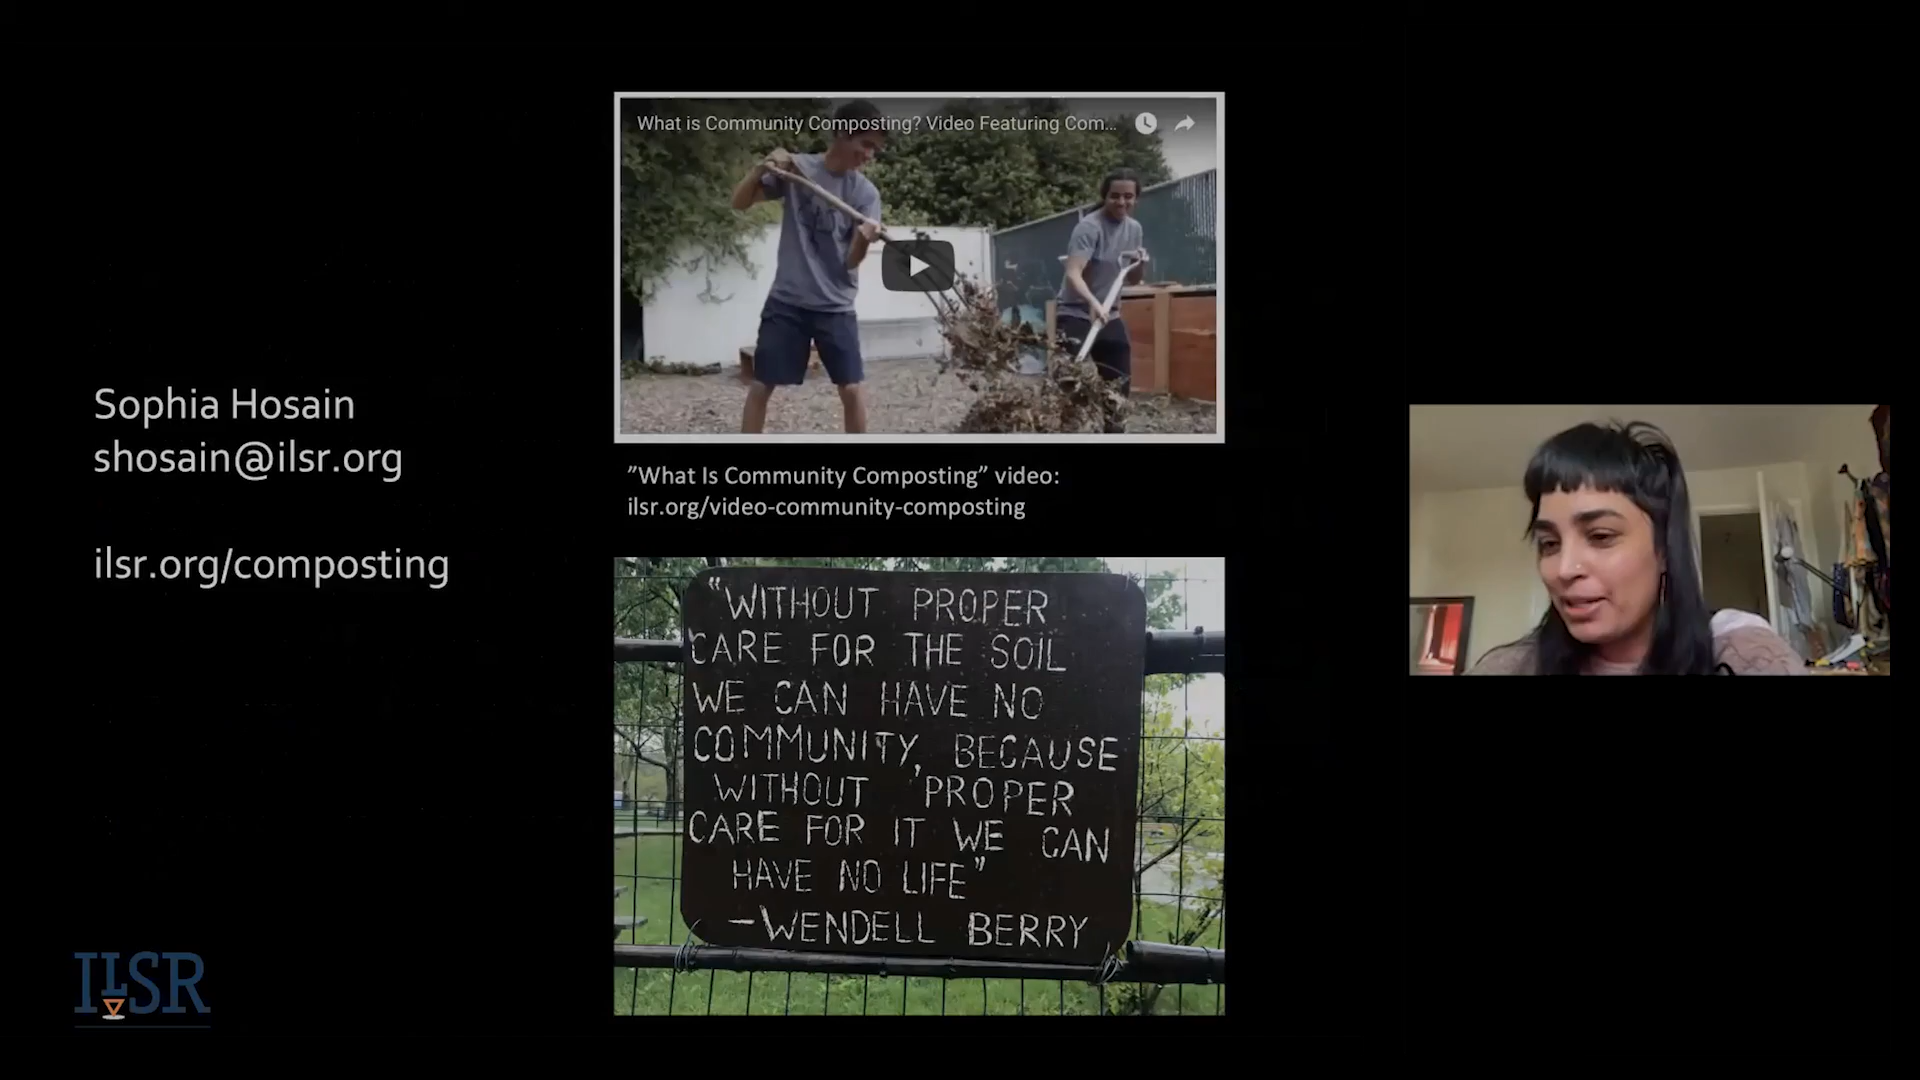 Sophia Hosain
shosain@ilsr.org
ilsr.org/composting
What is Community Composting? Video Featuring Com...
”What Is Community Composting” video:
ilsr.org/video-community-composting
“WITHOUT PROPER
CARE FOR THE SOIL
WE CAN HAVE NO
COMMUNITY, BECAUSE
WITHOUT PROPER
CARE FOR IT WE CAN
HAVE NO LIFE”
-WENDELL BERRY
ILSR